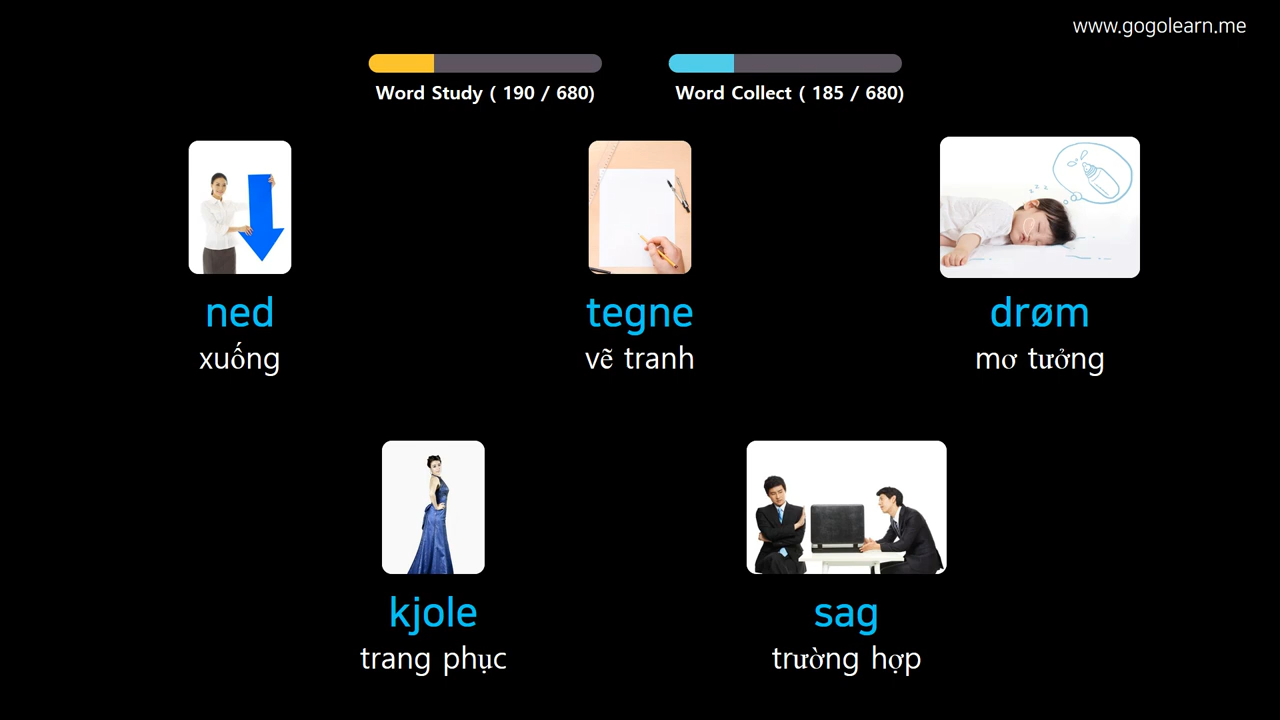 www.gogolearn.me
Word Study ( 190 / 680)
Word Collect ( 185 / 680)
ned
xuống
tegne
vẽ tranh
drøm
mơ tưởng
kjole
trang phục
sag
trường hợp